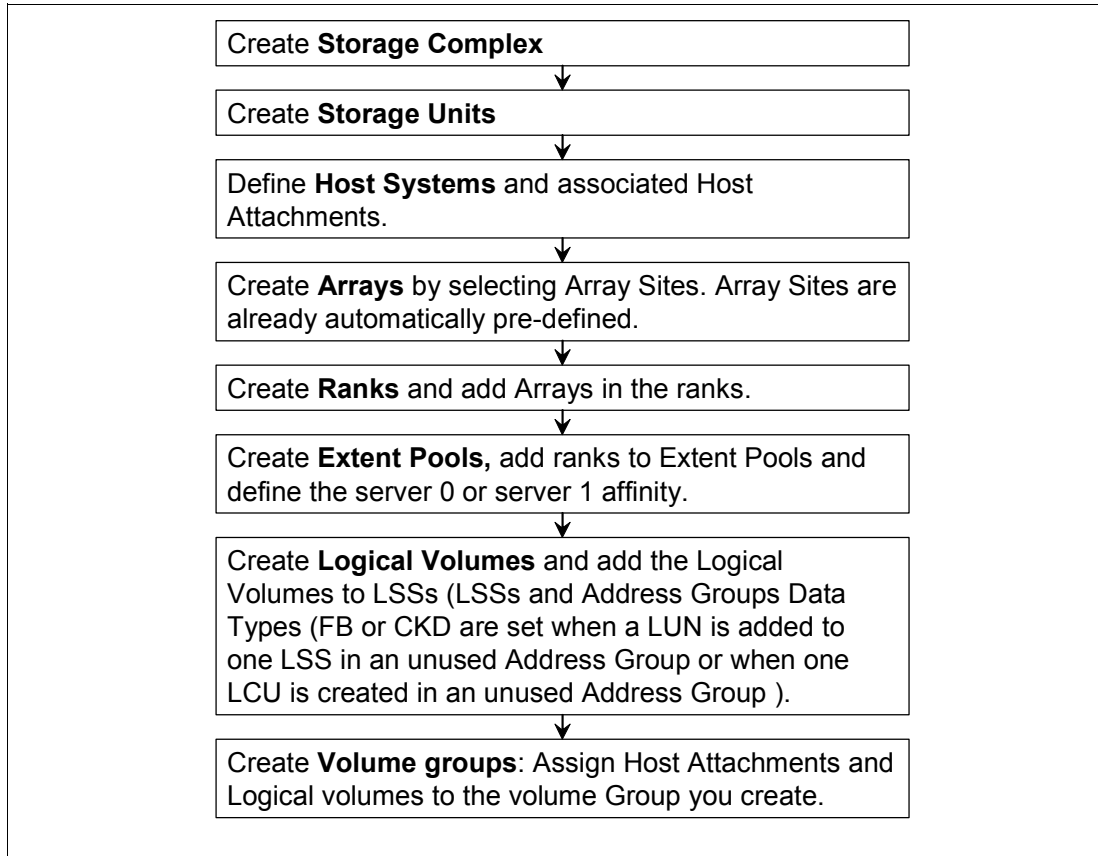 Create Storage Complex
Create Storage Units
Define Host Systems and associated Host
Attachments.
Create Arrays by selecting Array Sites. Array Sites are
already automatically pre-defined.
Create Ranks and add Arrays in the ranks.
Create Extent Pools, add ranks to Extent Pools and
define the server 0 or server 1 affinity.
Create Logical Volumes and add the Logical
Volumes to LSSs (LSSs and Address Groups Data
Types (FB or CKD are set when a LUN is added to
one LSS in an unused Address Group or when one
LCU is created in an unused Address Group ).
Create Volume groups: Assign Host Attachments and
Logical volumes to the volume Group you create.